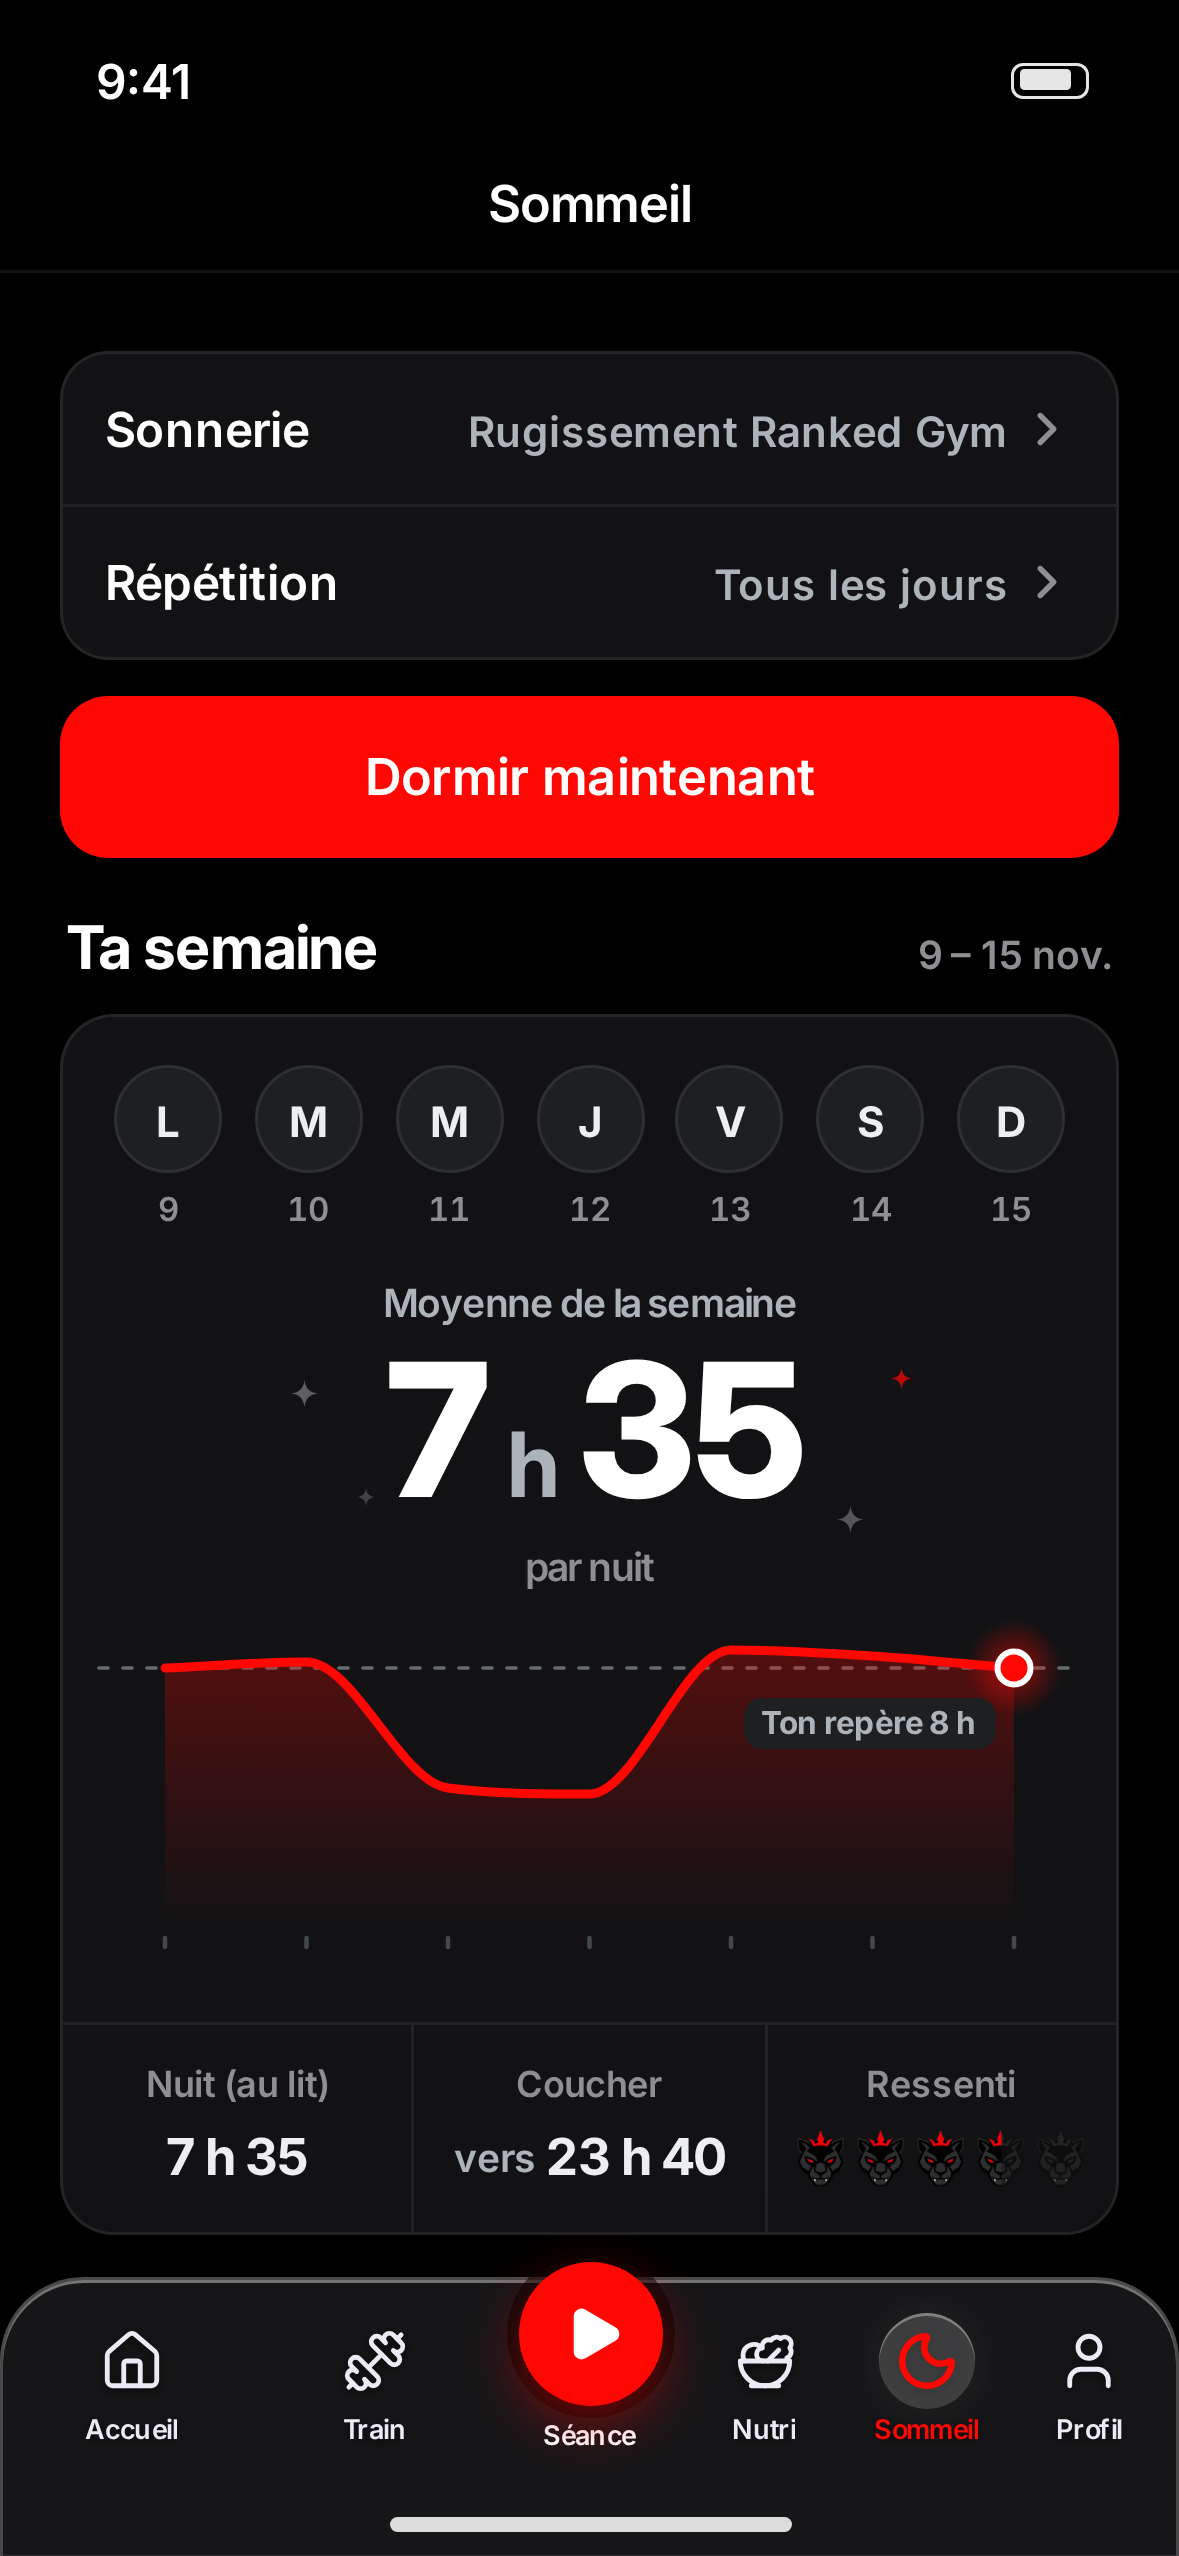 9:41
Sommeil
Sonnerie Rugissement Ranked Gym
Répétition Tous les jours
Dormir maintenant
Ta semaine 9 – 15 nov.
L M M J V S D
9 10 11 12 13 14 15
Moyenne de la semaine
7 h 35
par nuit
Ton repère 8 h
Nuit (au lit) Coucher Ressenti
7 h 35 vers 23 h 40
Accueil Train Séance Nutri Sommeil Profil